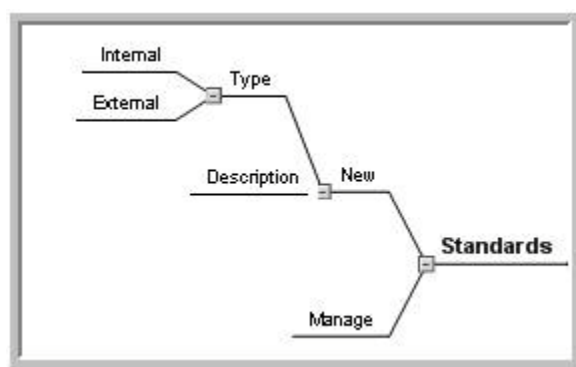 Internal
Type
External
Description
New
Standards
Manage